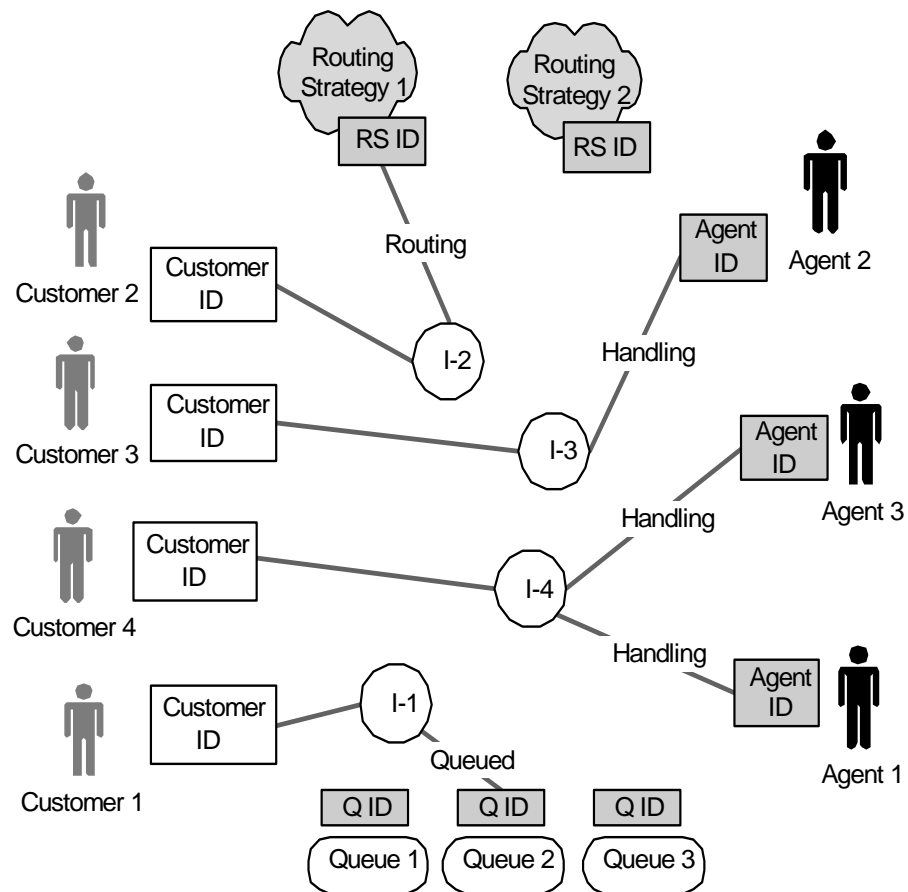 Routing
Strategy 1
RS ID
Routing
Strategy 2
RS ID
Routing
Customer 2
Customer
ID
I-2
Agent
ID
Agent 2
Handling
Customer 3
Customer
ID
I-3
Agent
ID
Agent 3
Handling
Customer 4
Customer
ID
I-4
Handling
Agent
ID
Agent 1
Customer 1
Customer
ID
I-1
Queued
Q ID
Q ID
Q ID
Queue 1
Queue 2
Queue 3